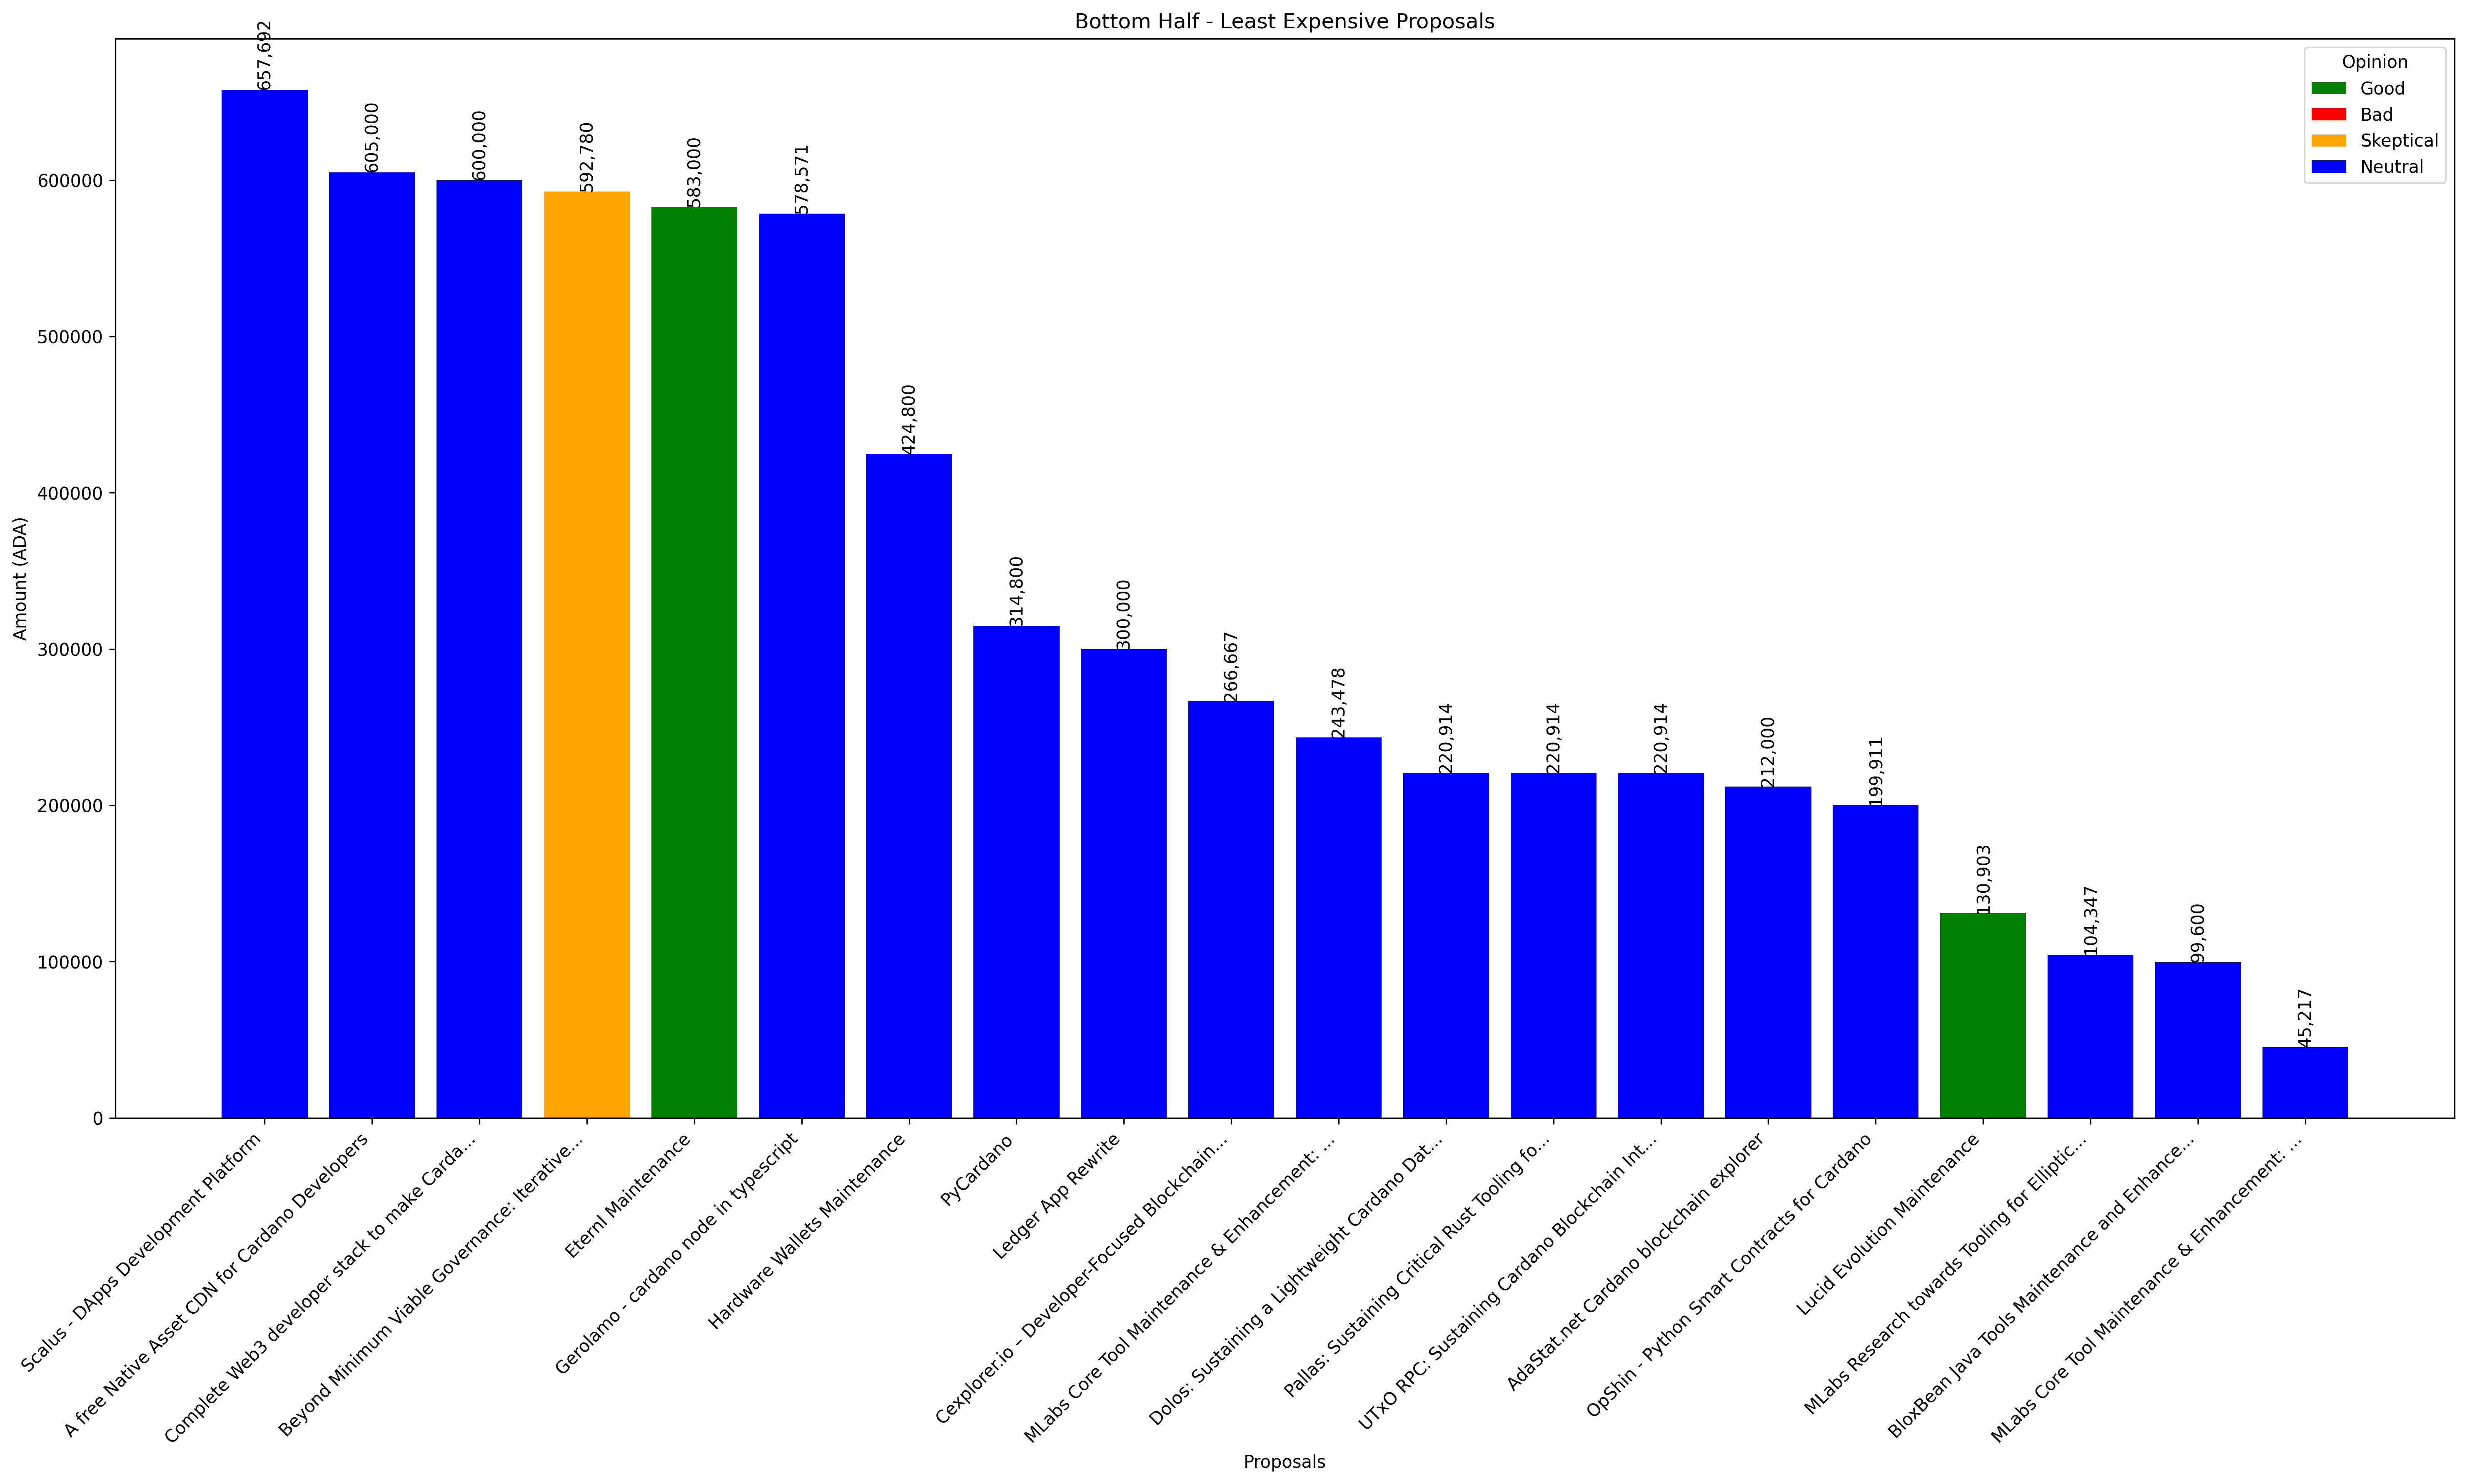 Bottom Half - Least Expensive Proposals
Opinion
Good
Bad
Skeptical
Neutral
Amount (ADA)
600000
500000
400000
300000
200000
100000
0
657,692
605,000
600,000
592,780
583,000
578,571
424,800
314,800
300,000
266,667
243,478
220,914
220,914
220,914
212,000
199,911
130,903
104,347
99,600
45,217
Scalus - DApps Development Platform
A free Native Asset CDN for Cardano Developers
Complete Web3 developer stack to make Carda...
Beyond Minimum Viable Governance: Iterative...
Eternl Maintenance
Gerolamo - cardano node in typescript
Hardware Wallets Maintenance
PyCardano
Ledger App Rewrite
Cexplorer.io – Developer-Focused Blockchain...
MLabs Core Tool Maintenance & Enhancement: ...
Dolos: Sustaining a Lightweight Cardano Dat...
Pallas: Sustaining Critical Rust Tooling fo...
UTxO RPC: Sustaining Cardano Blockchain Int...
AdaStat.net Cardano blockchain explorer
OpShin - Python Smart Contracts for Cardano
Lucid Evolution Maintenance
MLabs Research towards Tooling for Elliptic...
BloxBean Java Tools Maintenance and Enhance...
MLabs Core Tool Maintenance & Enhancement: ...
Proposals